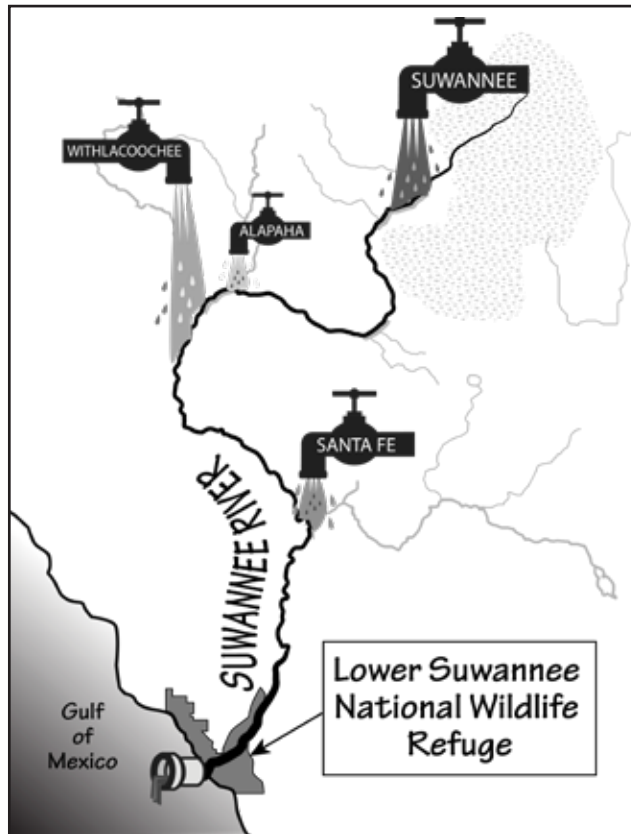 SUWANNEE
WITHLACOOCHEE
ALAPAHA
SANTA FE
SUWANNEE RIVER
Lower Suwannee
National Wildlife
Refuge
Gulf
of
Mexico